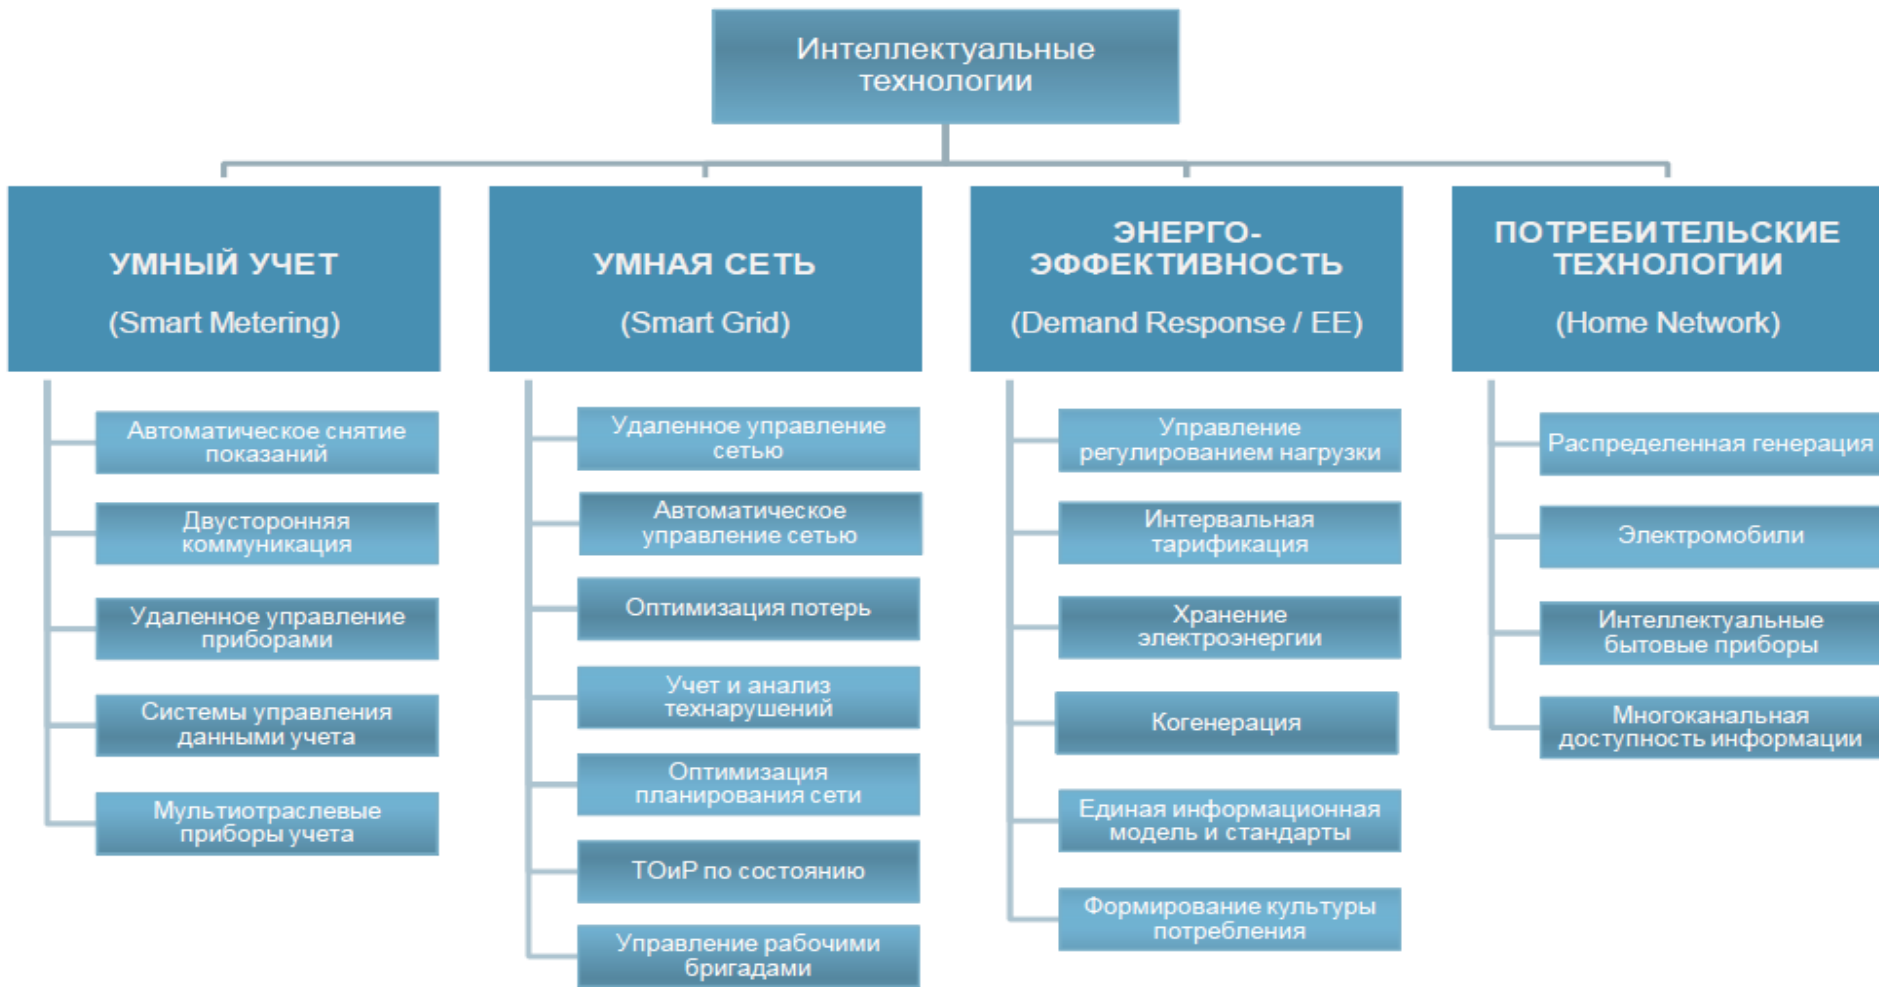 Интеллектуальные
технологии
УМНЫЙ УЧЕТ
(Smart Metering)
Автоматическое снятие
показаний
Двусторонняя
коммуникация
Удаленное управление
приборами
Системы управления
данными учета
Мультиотраслевые
приборы учета
УМНАЯ СЕТЬ
(Smart Grid)
Удаленное управление
сетью
Автоматическое
управление сетью
Оптимизация потерь
Учет и анализ
технарушений
Оптимизация
планирования сети
ТОиР по состоянию
Управление рабочими
бригадами
ЭНЕРГО-
ЭФФЕКТИВНОСТЬ
(Demand Response / EE)
Управление
регулированием нагрузки
Интервальная
тарификация
Хранение
электроэнергии
Когенерация
Единая информационная
модель и стандарты
Формирование культуры
потребления
ПОТРЕБИТЕЛЬСКИЕ
ТЕХНОЛОГИИ
(Home Network)
Распределенная генерация
Электромобили
Интеллектуальные
бытовые приборы
Многоканальная
доступность информации